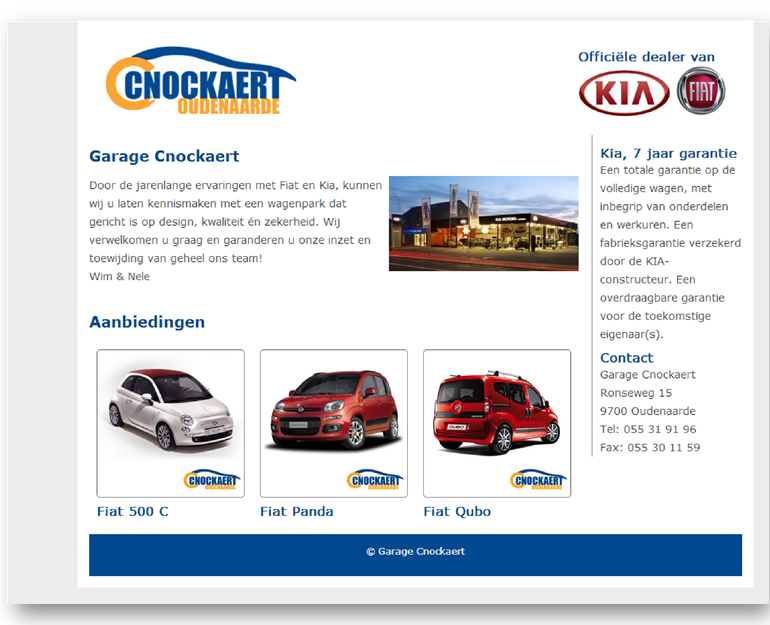 CNOCKAERT
OUDENAARDE
Officiële dealer van
KIA FIAT
Garage Cnockaert
Door de jarenlange ervaringen met Fiat en Kia, kunnen
wij u laten kennismaken met een wagenpark dat
gericht is op design, kwaliteit én zekerheid. Wij
verwelkomen u graag en garanderen u onze inzet en
toewijding van geheel ons team!
Wim & Nele
KIA MOTORS
Kia, 7 jaar garantie
Een totale garantie op de
volledige wagen, met
inbegrip van onderdelen
en werkuren. Een
fabrieksgarantie verzekerd
door de KIA-
constructeur. Een
overdraagbare garantie
voor de toekomstige
eigenaar(s).
Contact
Garage Cnockaert
Ronseweg 15
9700 Oudenaarde
Tel: 055 31 91 96
Fax: 055 30 11 59
Aanbiedingen
CNOCKAERT
OUDENAARDE
Fiat 500 C
CNOCKAERT
OUDENAARDE
Fiat Panda
QUBO
CNOCKAERT
OUDENAARDE
Fiat Qubo
© Garage Cnockaert